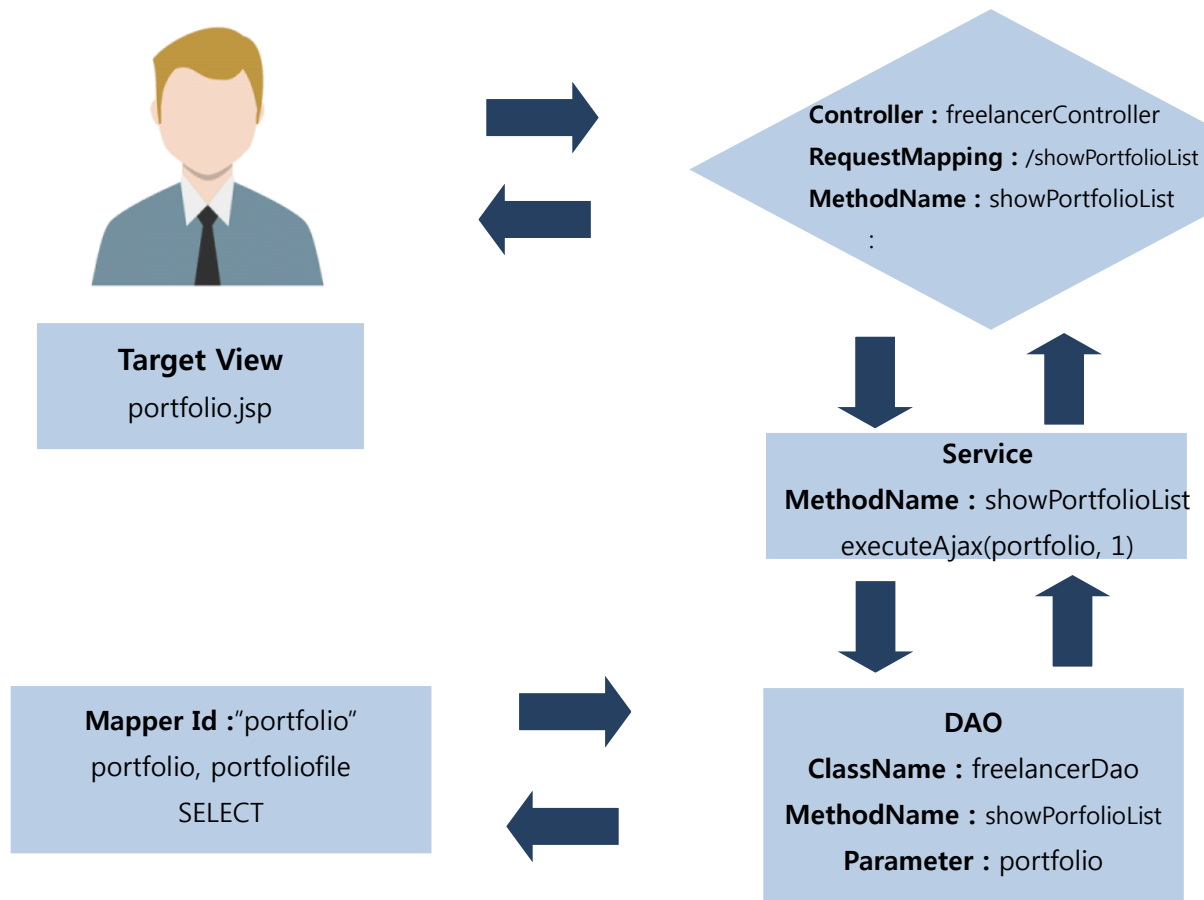 Controller : freelancerController
RequestMapping : /showPortfolioList
MethodName : showPortfolioList
:
Target View
portfolio.jsp
Service
MethodName : showPortfolioList
executeAjax(portfolio, 1)
Mapper Id :“portfolio“
portfolio, portfoliofile
SELECT
DAO
ClassName : freelancerDao
MethodName : showPorfolioList
Parameter : portfolio